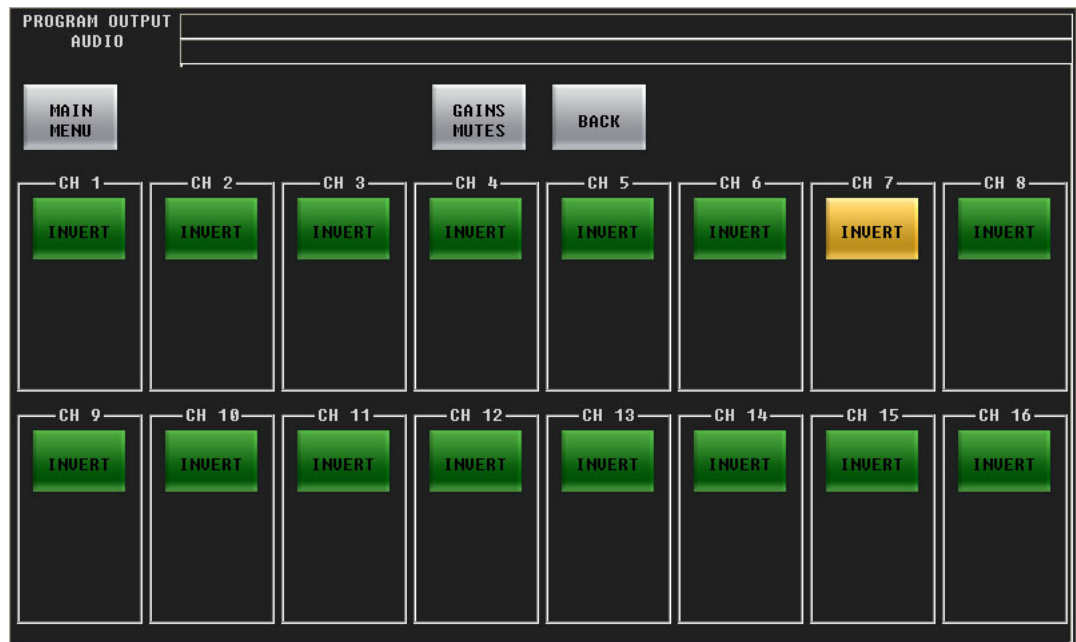 PROGRAM OUTPUT
AUDIO
MAIN
MENU
GAINS
MUTES
BACK
CH 1
CH 2
CH 3
CH 4
CH 5
CH 6
CH 7
CH 8
INVERT
INVERT
INVERT
INVERT
INVERT
INVERT
INVERT
INVERT
CH 9
CH 10
CH 11
CH 12
CH 13
CH 14
CH 15
CH 16
INVERT
INVERT
INVERT
INVERT
INVERT
INVERT
INVERT
INVERT